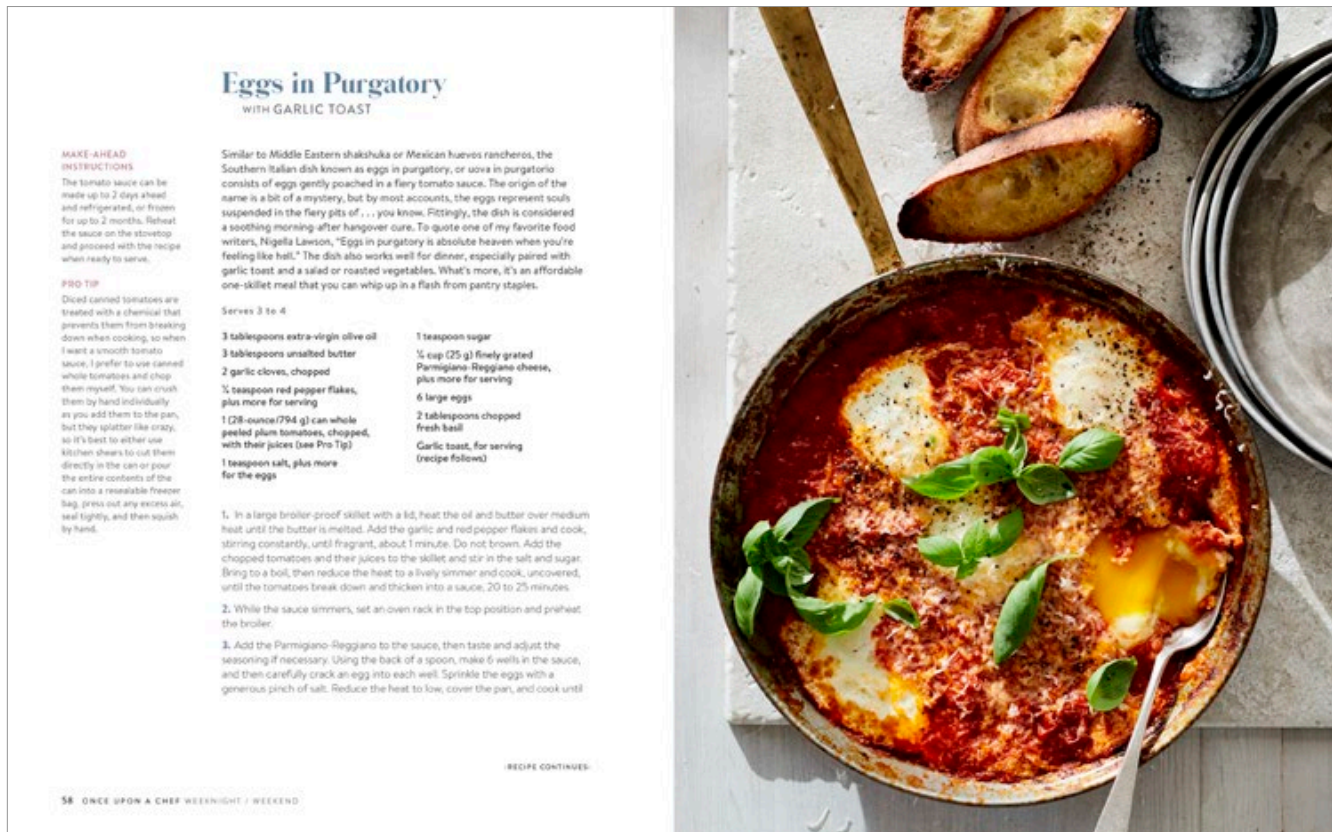 Eggs in Purgatory
WITH GARLIC TOAST
MAKE-AHEAD
INSTRUCTIONS
The tomato sauce can be
made up to 2 days ahead
and refrigerated, or frozen
for up to 2 months. Reheat
the sauce on the stovetop
and proceed with the recipe
when ready to serve.
PRO TIP
Diced canned tomatoes are
treated with a chemical that
prevents them from breaking
down when cooking, so when
I want a smooth tomato
sauce, I prefer to use canned
whole tomatoes and chop
them myself. You can crush
them by hand individually
as you add them to the pan,
but they splatter like crazy,
so it's best to either use
kitchen shears to cut them
directly in the can or pour
the entire contents of the
can into a resealable freezer
bag, press out any excess air,
seal tightly, and then squish
by hand.
Similar to Middle Eastern shakshuka or Mexican huevos rancheros, the
Southern Italian dish known as eggs in purgatory, or uova in purgatorio
consists of eggs gently poached in a fiery tomato sauce. The origin of the
name is a bit of a mystery, but by most accounts, the eggs represent souls
suspended in the fiery pits of . . . you know. Fittingly, the dish is considered
a soothing morning-after hangover cure. To quote one of my favorite food
writers, Nigella Lawson, "Eggs in purgatory is absolute heaven when you're
feeling like hell." The dish also works well for dinner, especially paired with
garlic toast and a salad or roasted vegetables. What's more, it's an affordable
one-skillet meal that you can whip up in a flash from pantry staples.
Serves 3 to 4
3 tablespoons extra-virgin olive oil
3 tablespoons unsalted butter
2 garlic cloves, chopped
teaspoon red pepper flakes,
plus more for serving
1 (28-ounce/794 g) can whole
peeled plum tomatoes, chopped,
with their juices (see Pro Tip)
1 teaspoon salt, plus more
for the eggs
1 teaspoon sugar
cup (25 g) finely grated
Parmigiano-Reggiano cheese,
plus more for serving
6 large eggs
2 tablespoons chopped
fresh basil
Garlic toast, for serving
(recipe follows)
1. In a large broiler-proof skillet with a lid, heat the oil and butter over medium
heat until the butter is melted. Add the garlic and red pepper flakes and cook,
stirring constantly, until fragrant, about 1 minute. Do not brown. Add the
chopped tomatoes and their juices to the skillet and stir in the salt and sugar.
Bring to a boil, then reduce the heat to a lively simmer and cook, uncovered,
until the tomatoes break down and thicken into a sauce, 20 to 25 minutes.
2. While the sauce simmers, set an oven rack in the top position and preheat
the broiler.
3. Add the Parmigiano-Reggiano to the sauce, then taste and adjust the
seasoning if necessary. Using the back of a spoon, make 6 wells in the sauce,
and then carefully crack an egg into each well. Sprinkle the eggs with a
generous pinch of salt. Reduce the heat to low, cover the pan, and cook until
-RECIPE CONTINUES-
58 ONCE UPON A CHEF WEEKNIGHT / WEEKEND